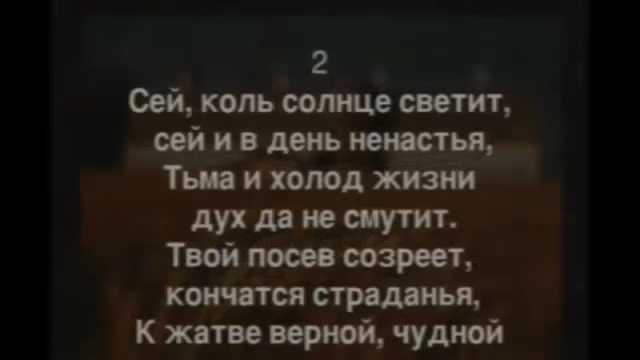 2
Сей, коль солнце светит,
сей и в день ненастья,
Тьма и холод жизни
дух да не смутит.
Твой посев созреет,
кончатся страданья,
К жатве верной, чудной